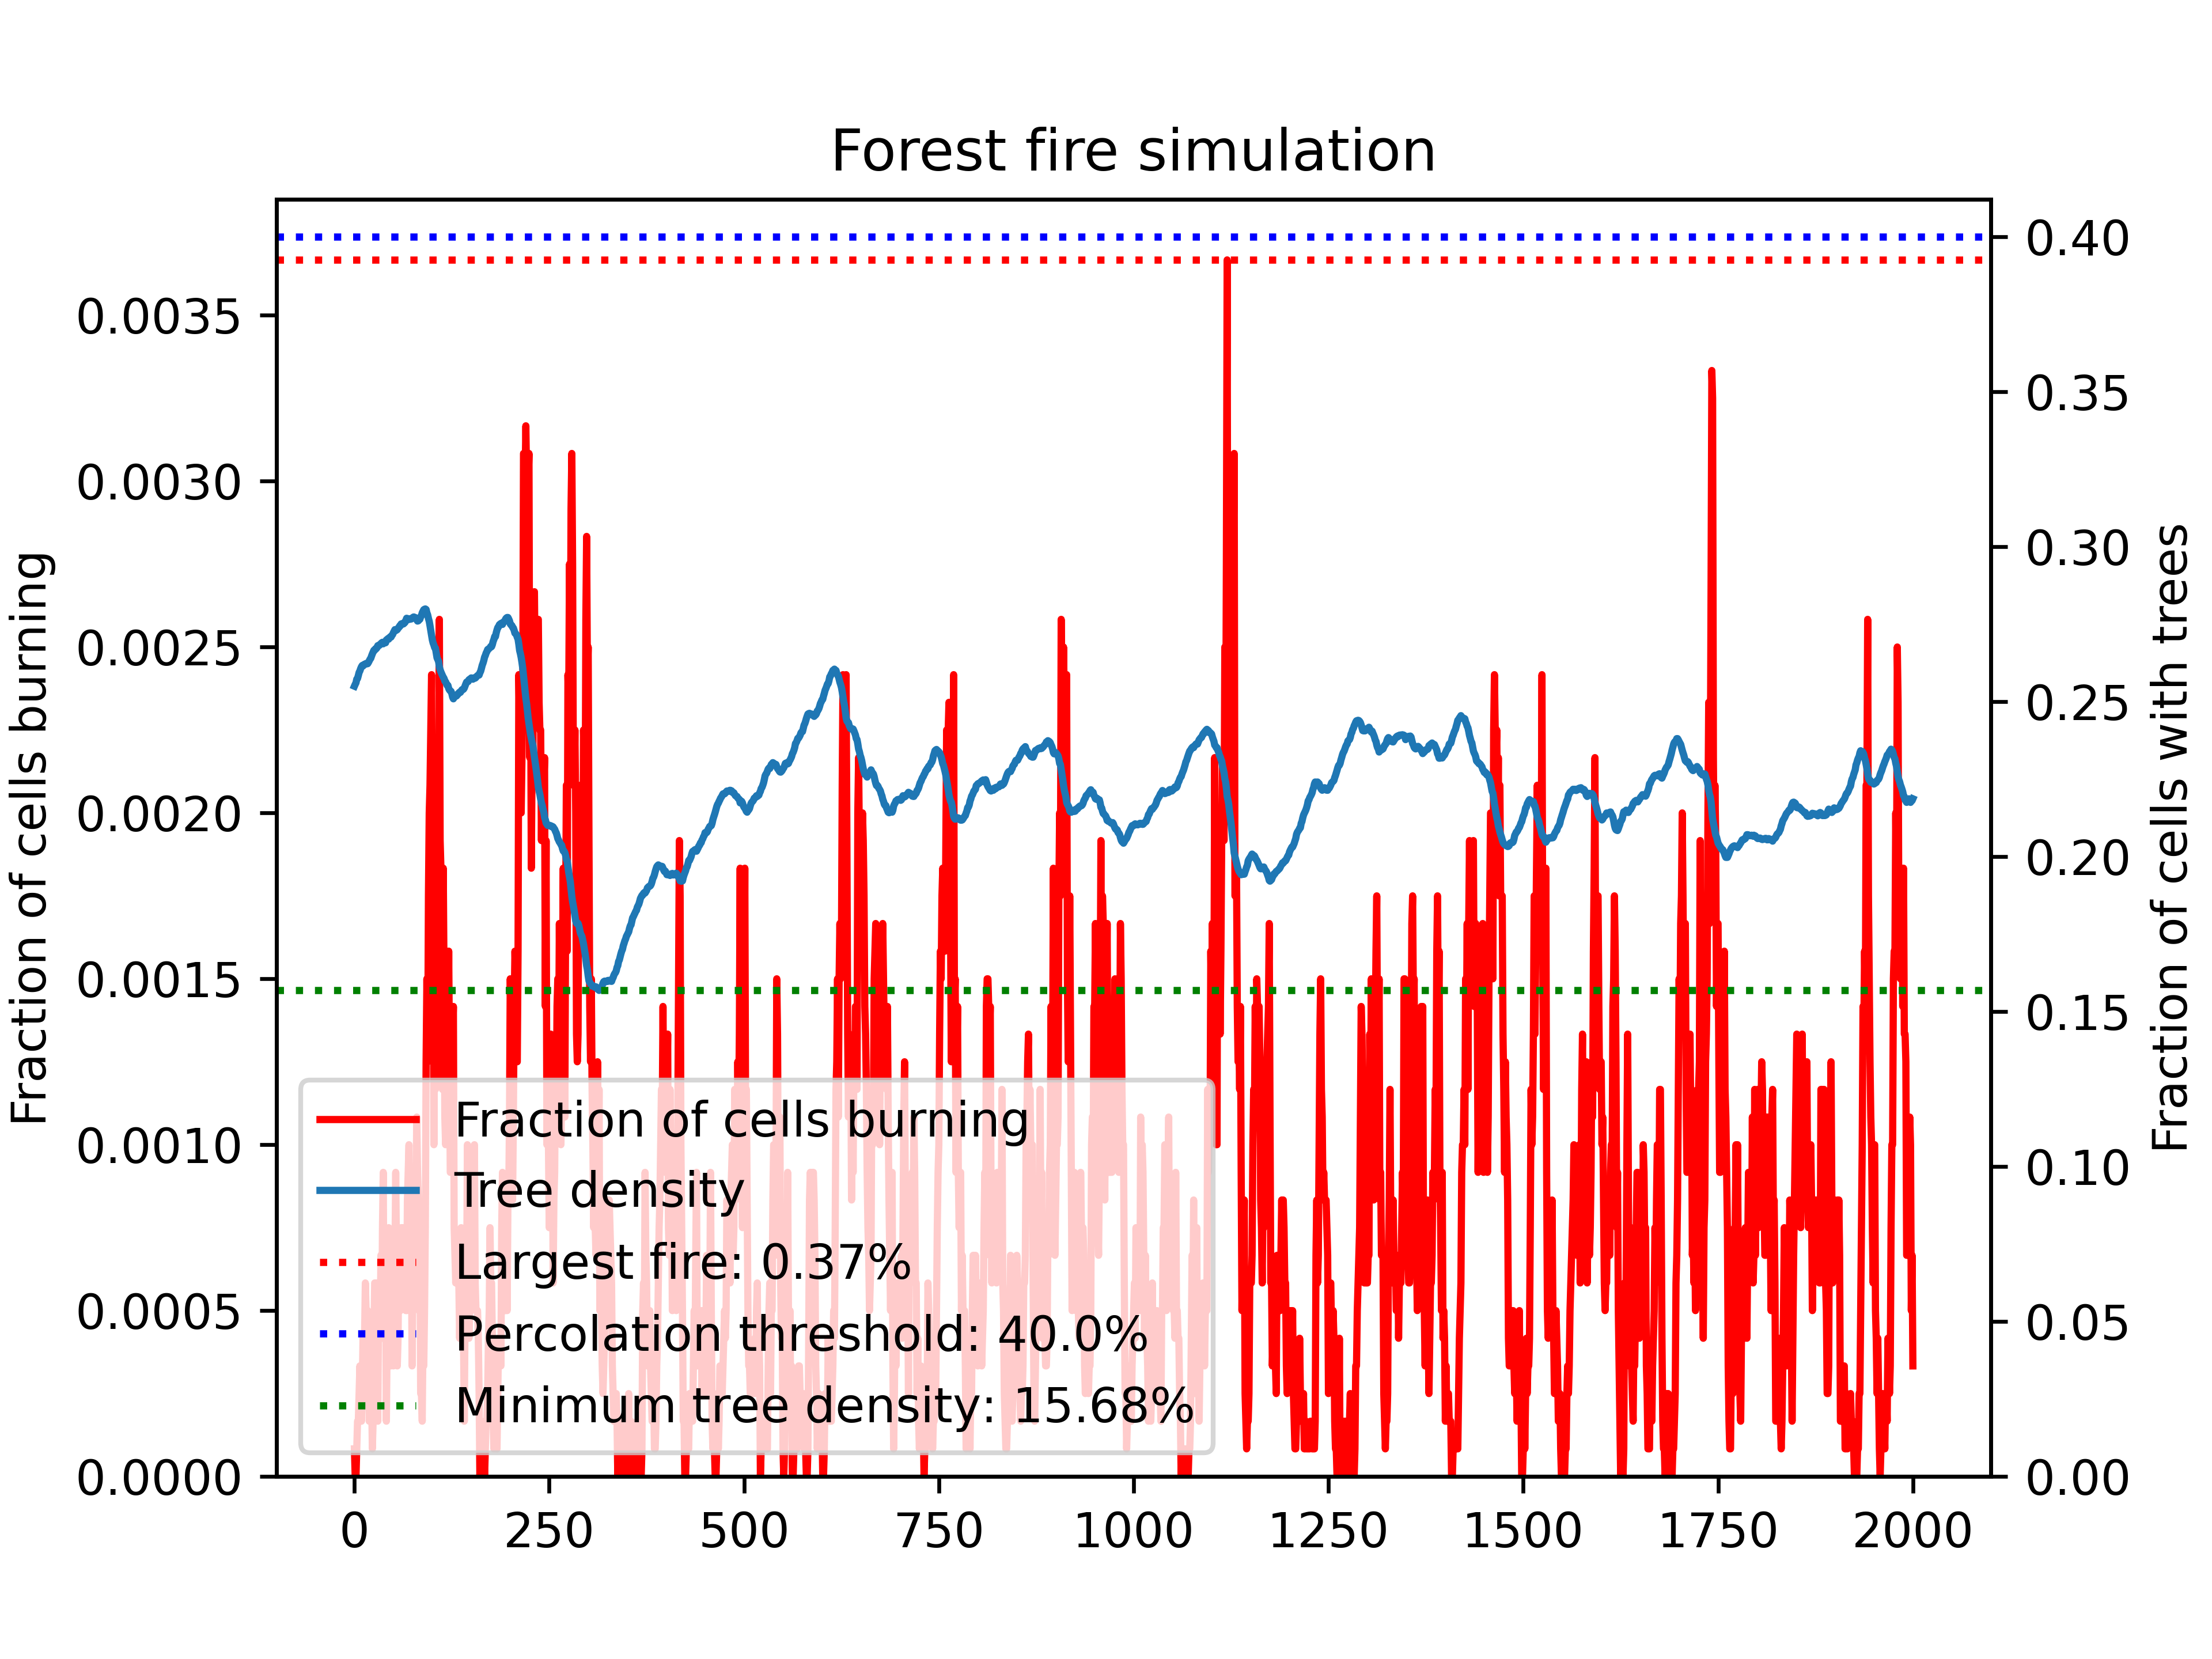 Forest fire simulation
Fraction of cells burning
0.0035
0.0030
0.0025
0.0020
0.0015
0.0010
0.0005
0.0000
0.40
0.35
0.30
0.25
0.20
0.15
0.10
0.05
0.00
Fraction of cells with trees
Fraction of cells burning
Tree density
Largest fire: 0.37%
Percolation threshold: 40.0%
Minimum tree density: 15.68%
0 250 500 750 1000 1250 1500 1750 2000